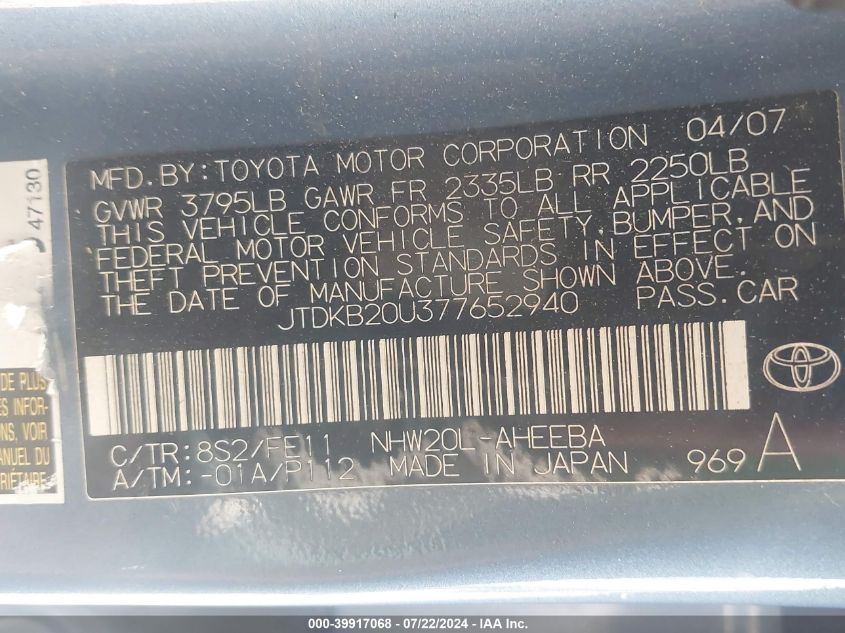 MFD. BY: TOYOTA MOTOR CORPORATION 04/07
GVWR 3795LB GAWR FR 2335LB RR 2250LB
THIS VEHICLE CONFORMS TO ALL APPLICABLE
FEDERAL MOTOR VEHICLE SAFETY, BUMPER, AND
THEFT PREVENTION STANDARDS IN EFFECT ON
THE DATE OF MANUFACTURE SHOWN ABOVE.
JTDKB20U377652940 PASS. CAR
C/TR: 8S2/FE11 NHW20L-AHEEBA
A/TM: -01A/P112 MADE IN JAPAN 969 A
47130
DE PLUS
ES INFOR-
NS, VOIR
ANUEL DU
RIÉTAIRE
000-39917068 - 07/22/2024 - © IAA Inc.